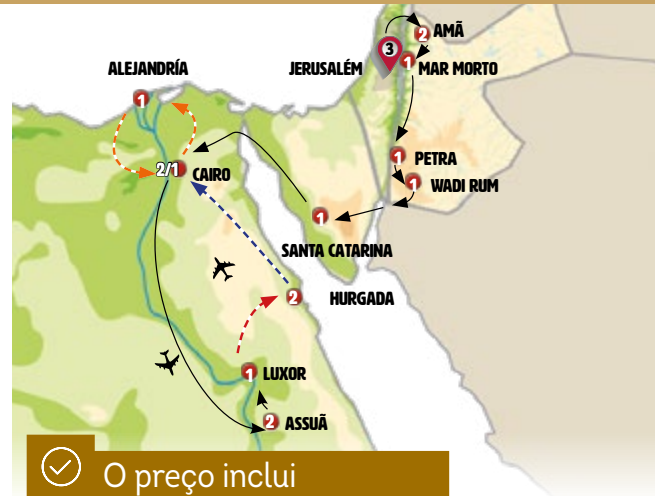 AMÃ
2
3
ALEJANDRÍA
JERUSALÉM
1
MAR MORTO
1
1
PETRA
2/1
CAIRO
1
WADI RUM
1
SANTA CATARINA
2
HURGADA
1
LUXOR
2
ASSUÃ
O preço inclui